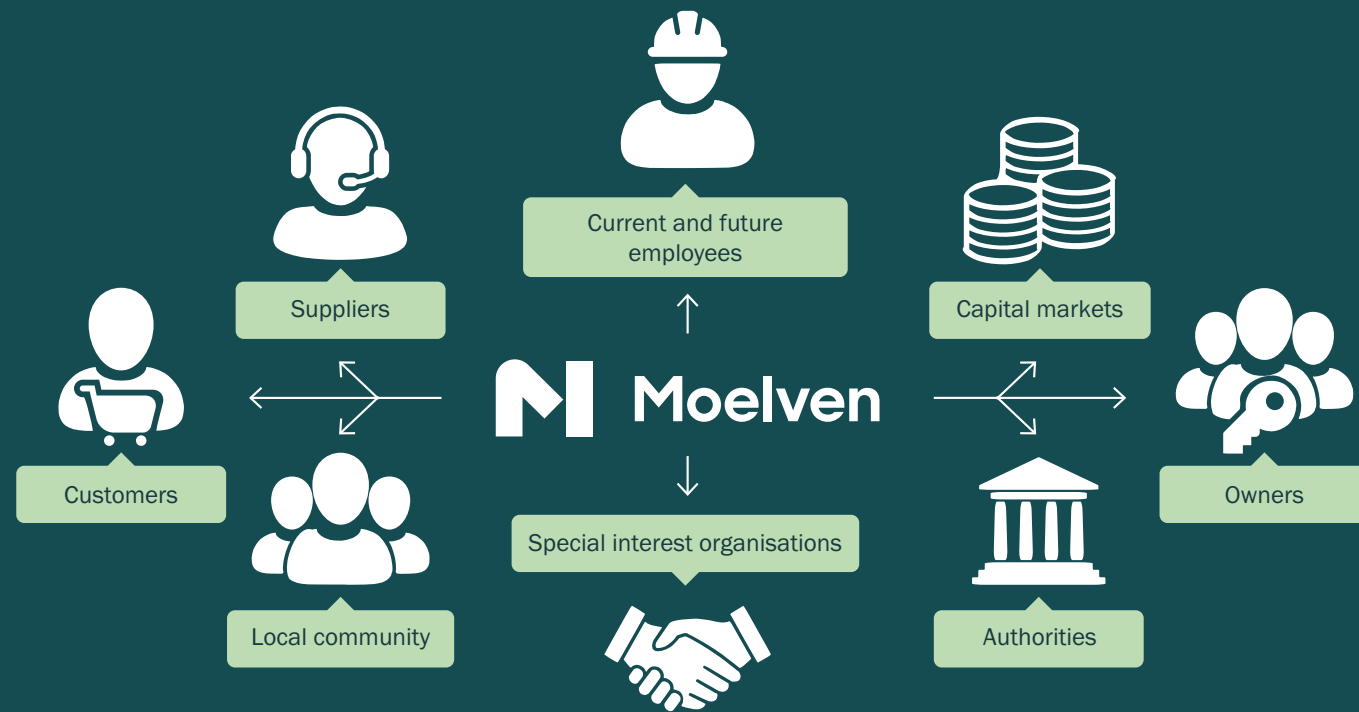 Current and future
employees
Suppliers
Capital markets
Moelven
Customers
Owners
Special interest organisations
Local community
Authorities